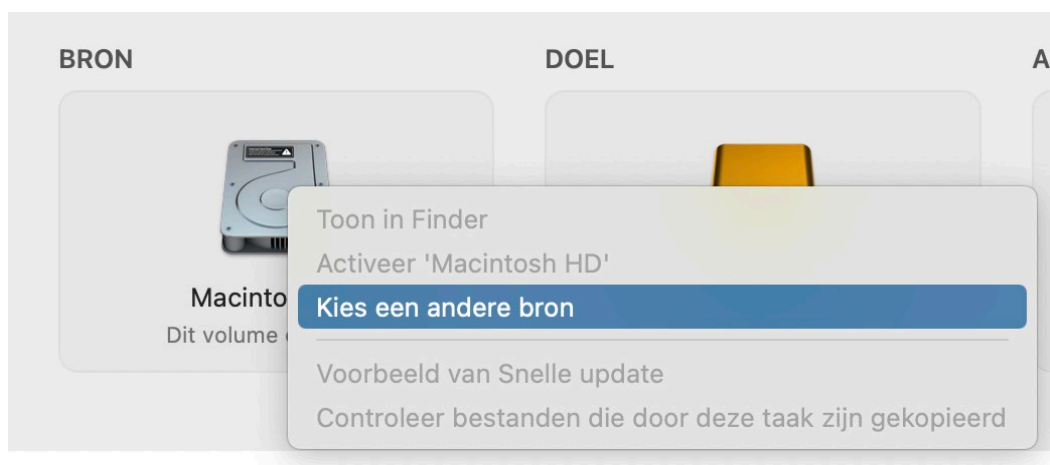 BRON
DOEL
A
Macinto
Dit volume
Toon in Finder
Activeer 'Macintosh HD'
Kies een andere bron
Voorbeeld van Snelle update
Controleer bestanden die door deze taak zijn gekopieerd